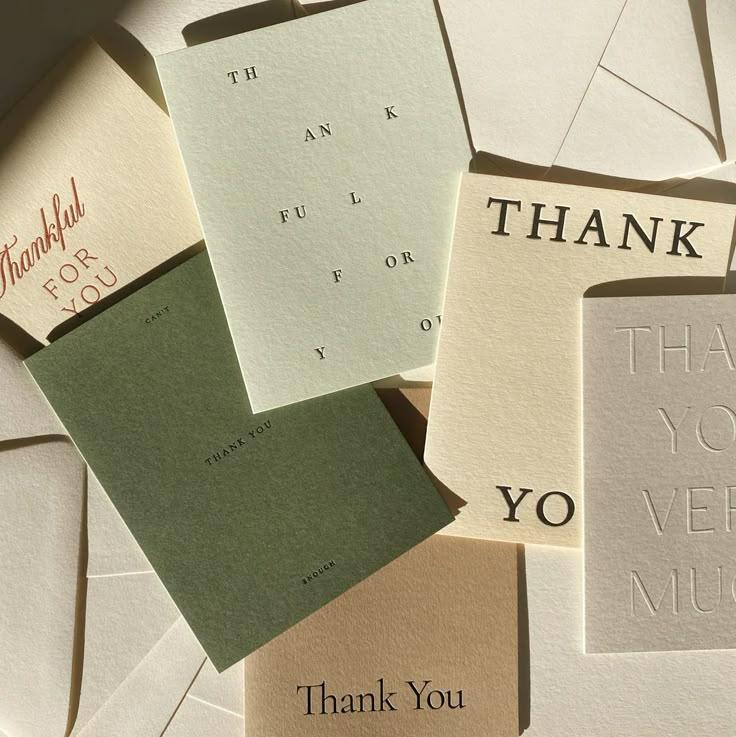 Thankful
FOR
YOU
TH
AN K
FU L
F OR
Y
CAN'T
THANK YOU
ENOUGH
THANK
YO
THA
YO
VER
MUC
Thank You